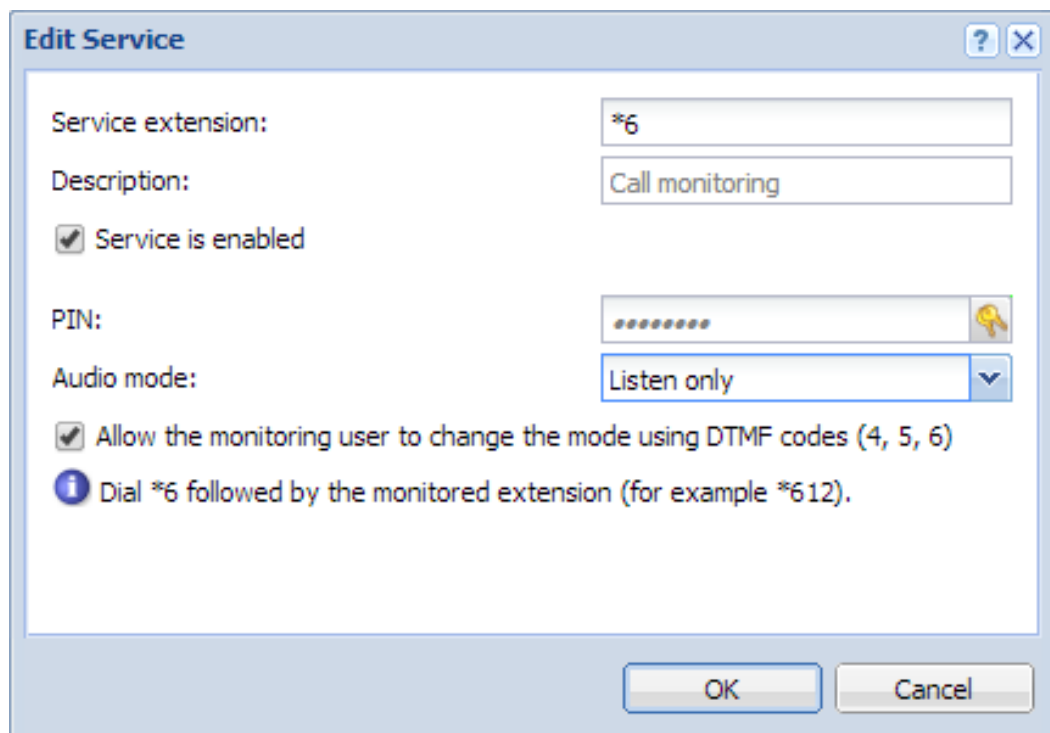 Edit Service
?
Service extension: *6
Description: Call monitoring
Service is enabled
PIN: ••••••••
Audio mode: Listen only
Allow the monitoring user to change the mode using DTMF codes (4, 5, 6)
i Dial *6 followed by the monitored extension (for example *612).
OK Cancel